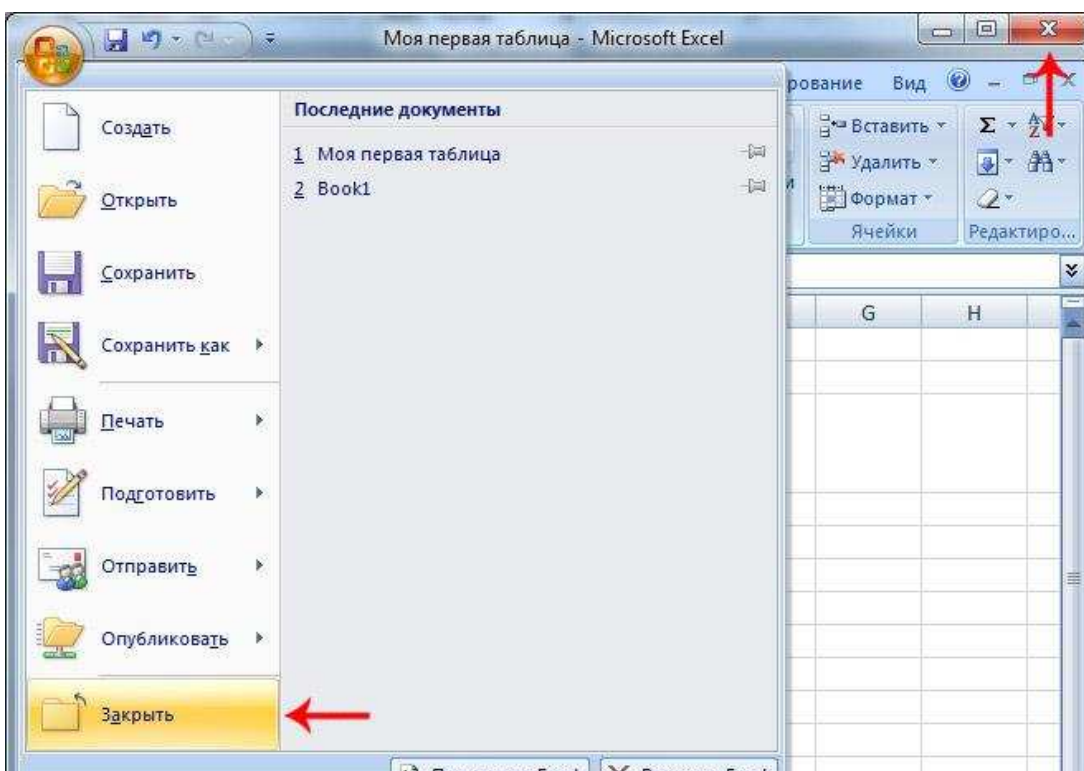 Моя первая таблица - Microsoft Excel
рование Вид
Создать
Открыть
Сохранить
Сохранить как
Печать
Подготовить
Отправить
Опубликовать
Закрыть
Последние документы
1 Моя первая таблица
2 Book1
Вставить
Удалить
Формат
Ячейки
Σ
Редактиро...
G H